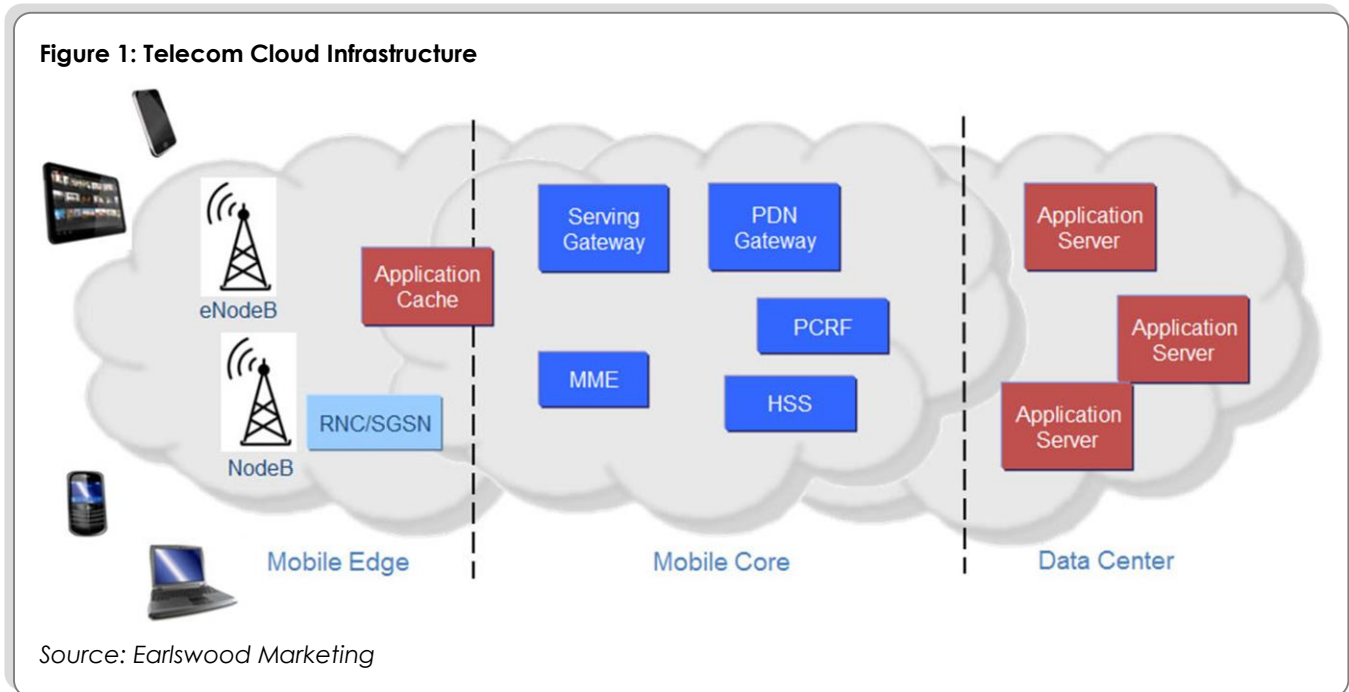 Figure 1: Telecom Cloud Infrastructure
eNodeB
NodeB
RNC/SGSN
Application
Cache
Serving
Gateway
PDN
Gateway
PCRF
MME
HSS
Application
Server
Application
Server
Application
Server
Mobile Edge
Mobile Core
Data Center
Source: Earlswood Marketing